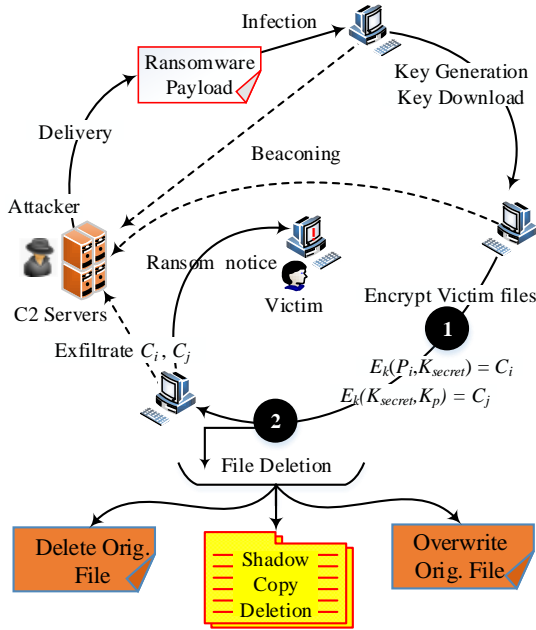 Infection
Ransomware
Payload
Key Generation
Key Download
Delivery
Beaconing
Attacker
Ransom notice
!
Victim
C2 Servers
Encrypt Victim files
1
Exfiltrate C_i , C_j
E_k(P_i,K_secret) = C_i
E_k(K_secret,K_p) = C_j
2
File Deletion
Delete Orig.
File
Shadow
Copy
Deletion
Overwrite
Orig. File